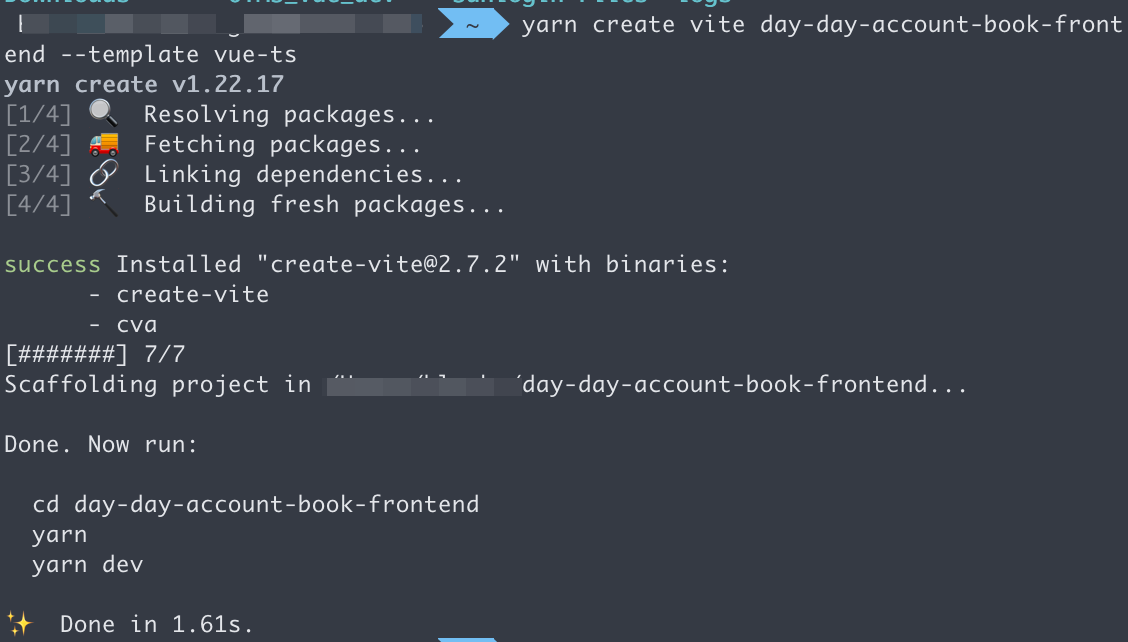 ~ yarn create vite day-day-account-book-front
end --template vue-ts
yarn create v1.22.17
[1/4] 🔍 Resolving packages...
[2/4] 🚚 Fetching packages...
[3/4] 🔗 Linking dependencies...
[4/4] 🔨 Building fresh packages...
success Installed "create-vite@2.7.2" with binaries:
- create-vite
- cva
[#######] 7/7
Scaffolding project in /day-day-account-book-frontend...
Done. Now run:
cd day-day-account-book-frontend
yarn
yarn dev
✨ Done in 1.61s.